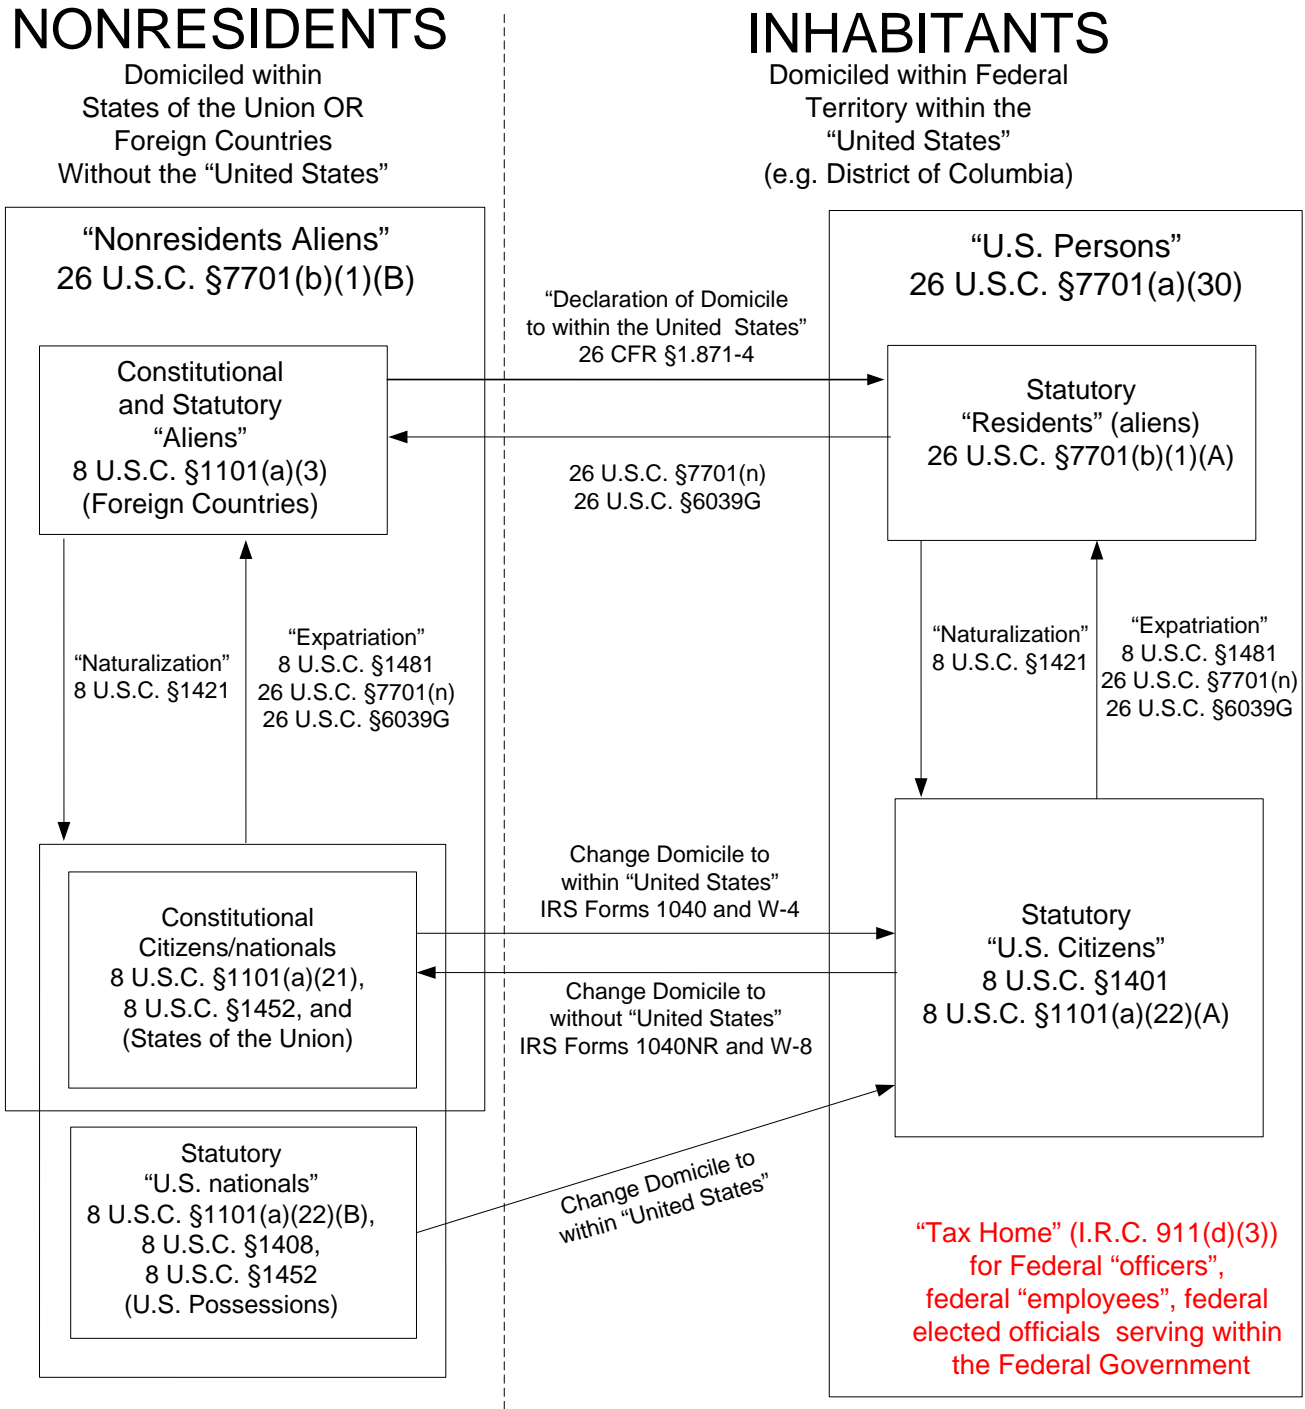 NONRESIDENTS
Domiciled within
States of the Union OR
Foreign Countries
Without the “United States”
INHABITANTS
Domiciled within Federal
Territory within the
“United States”
(e.g. District of Columbia)
“Nonresidents Aliens”
26 U.S.C. §7701(b)(1)(B)
“U.S. Persons”
26 U.S.C. §7701(a)(30)
“Declaration of Domicile
to within the United  States”
26 CFR §1.871-4
Constitutional
and Statutory
“Aliens”
8 U.S.C. §1101(a)(3)
(Foreign Countries)
Statutory
“Residents” (aliens)
26 U.S.C. §7701(b)(1)(A)
26 U.S.C. §7701(n)
26 U.S.C. §6039G
“Naturalization”
8 U.S.C. §1421
“Expatriation”
8 U.S.C. §1481
26 U.S.C. §7701(n)
26 U.S.C. §6039G
“Naturalization”
8 U.S.C. §1421
“Expatriation”
8 U.S.C. §1481
26 U.S.C. §7701(n)
26 U.S.C. §6039G
Change Domicile to
within “United States”
IRS Forms 1040 and W-4
Constitutional
Citizens/nationals
8 U.S.C. §1101(a)(21),
8 U.S.C. §1452, and
(States of the Union)
Statutory
“U.S. Citizens”
8 U.S.C. §1401
8 U.S.C. §1101(a)(22)(A)
Change Domicile to
without “United States”
IRS Forms 1040NR and W-8
Statutory
“U.S. nationals”
8 U.S.C. §1101(a)(22)(B),
8 U.S.C. §1408,
8 U.S.C. §1452
(U.S. Possessions)
Change Domicile to
within “United States”
“Tax Home” (I.R.C. 911(d)(3))
for Federal “officers”,
federal “employees”, federal
elected officials  serving within
the Federal Government